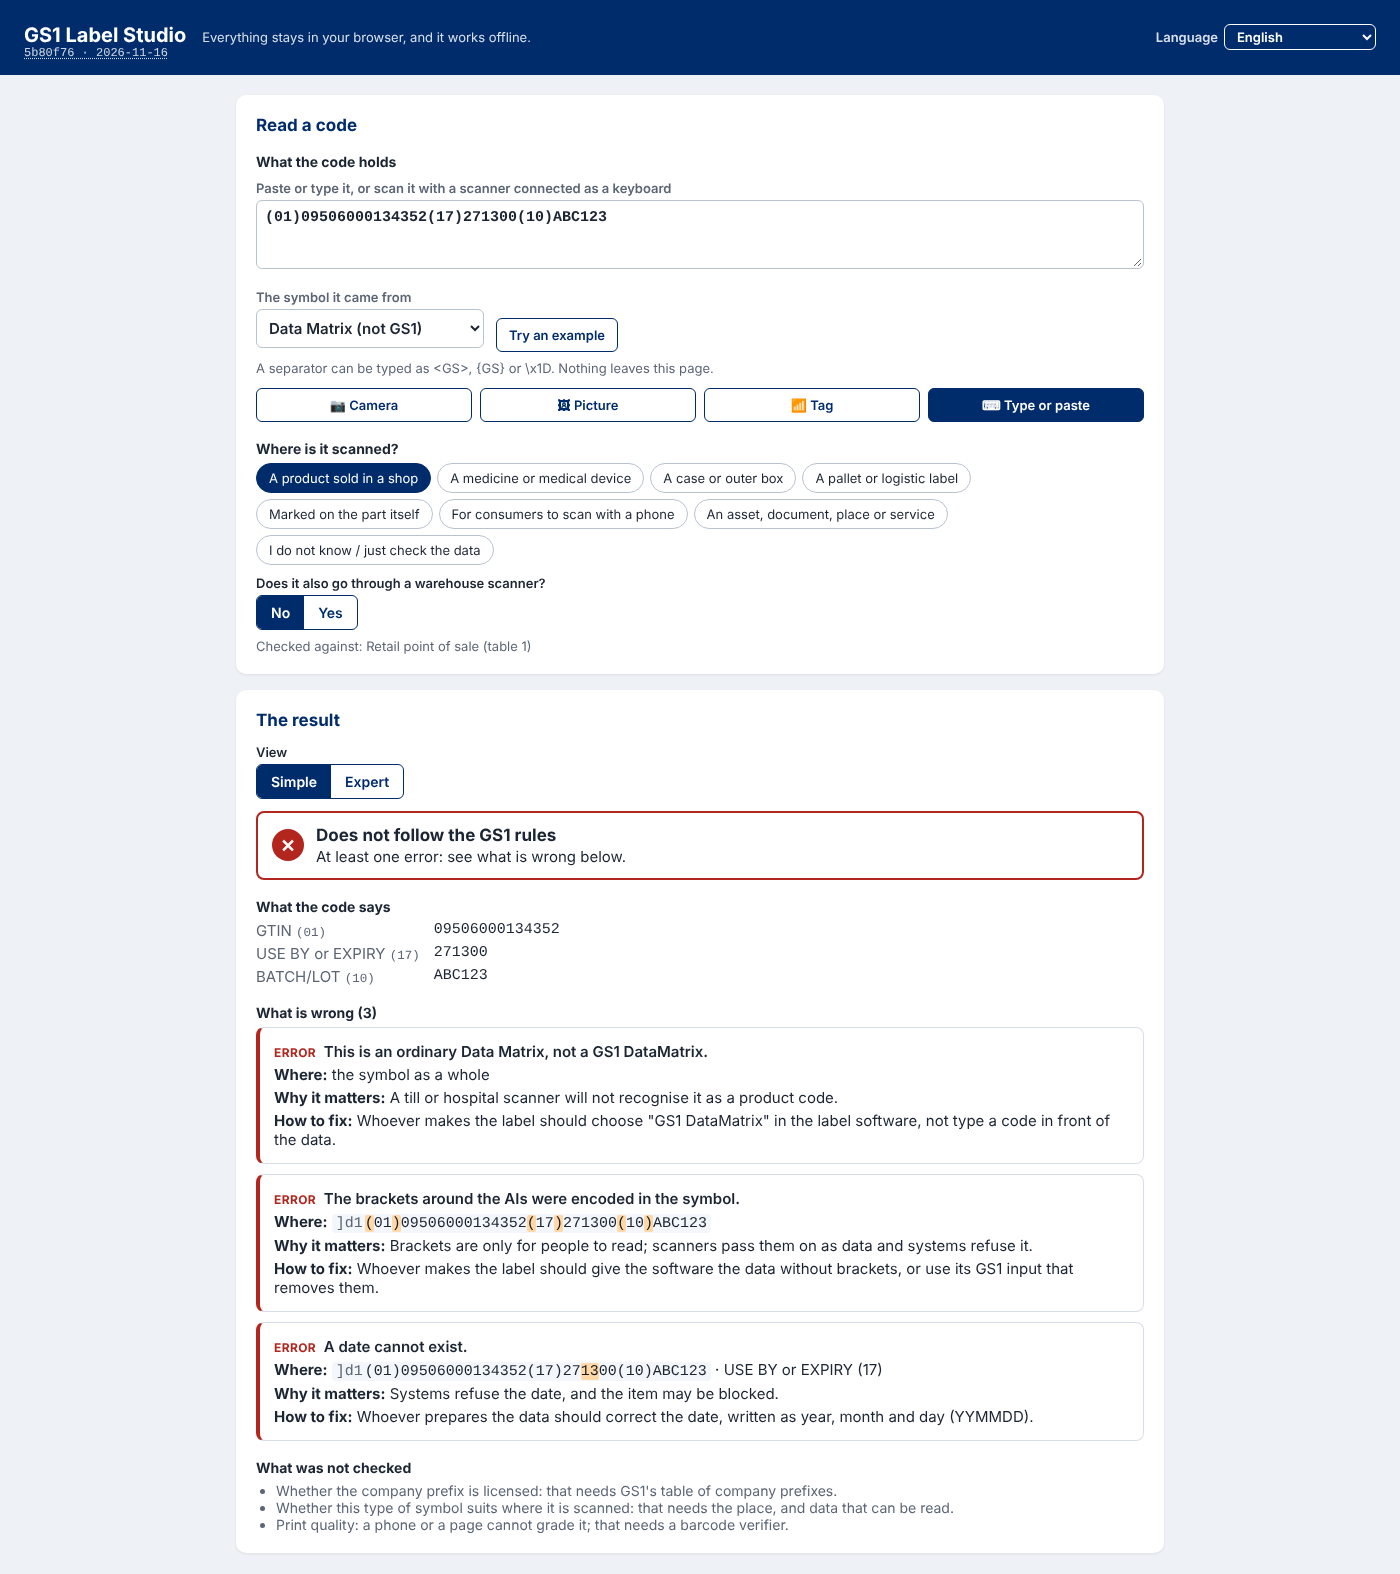 GS1 Label Studio
5b80f76 · 2026-11-16
Everything stays in your browser, and it works offline.
Language
English
Read a code
What the code holds
Paste or type it, or scan it with a scanner connected as a keyboard
(01)09506000134352(17)271300(10)ABC123
The symbol it came from
Data Matrix (not GS1)
Try an example
A separator can be typed as <GS>, {GS} or \x1D. Nothing leaves this page.
📷 Camera
🖼 Picture
📶 Tag
⌨ Type or paste
Where is it scanned?
A product sold in a shop
A medicine or medical device
A case or outer box
A pallet or logistic label
Marked on the part itself
For consumers to scan with a phone
An asset, document, place or service
I do not know / just check the data
Does it also go through a warehouse scanner?
No
Yes
Checked against: Retail point of sale (table 1)
The result
View
Simple
Expert
Does not follow the GS1 rules
At least one error: see what is wrong below.
What the code says
GTIN (01) 09506000134352
USE BY or EXPIRY (17) 271300
BATCH/LOT (10) ABC123
What is wrong (3)
ERROR This is an ordinary Data Matrix, not a GS1 DataMatrix.
Where: the symbol as a whole
Why it matters: A till or hospital scanner will not recognise it as a product code.
How to fix: Whoever makes the label should choose "GS1 DataMatrix" in the label software, not type a code in front of
the data.
ERROR The brackets around the AIs were encoded in the symbol.
Where: ]d1(01)09506000134352(17)271300(10)ABC123
Why it matters: Brackets are only for people to read; scanners pass them on as data and systems refuse it.
How to fix: Whoever makes the label should give the software the data without brackets, or use its GS1 input that
removes them.
ERROR A date cannot exist.
Where: ]d1(01)09506000134352(17)271300(10)ABC123 · USE BY or EXPIRY (17)
Why it matters: Systems refuse the date, and the item may be blocked.
How to fix: Whoever prepares the data should correct the date, written as year, month and day (YYMMDD).
What was not checked
• Whether the company prefix is licensed: that needs GS1's table of company prefixes.
• Whether this type of symbol suits where it is scanned: that needs the place, and data that can be read.
• Print quality: a phone or a page cannot grade it; that needs a barcode verifier.